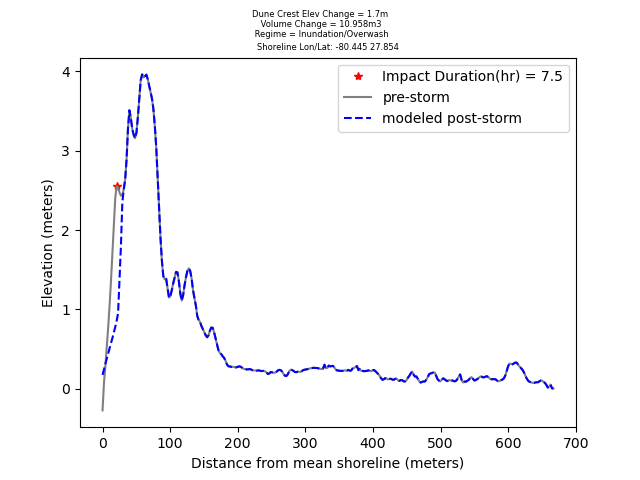 Dune Crest Elev Change = 1.7m
Volume Change = 10.958m3
Regime = Inundation/Overwash
Shoreline Lon/Lat: -80.445 27.854
Impact Duration(hr) = 7.5
pre-storm
modeled post-storm
4
3
2
1
0
Elevation (meters)
0 100 200 300 400 500 600 700
Distance from mean shoreline (meters)